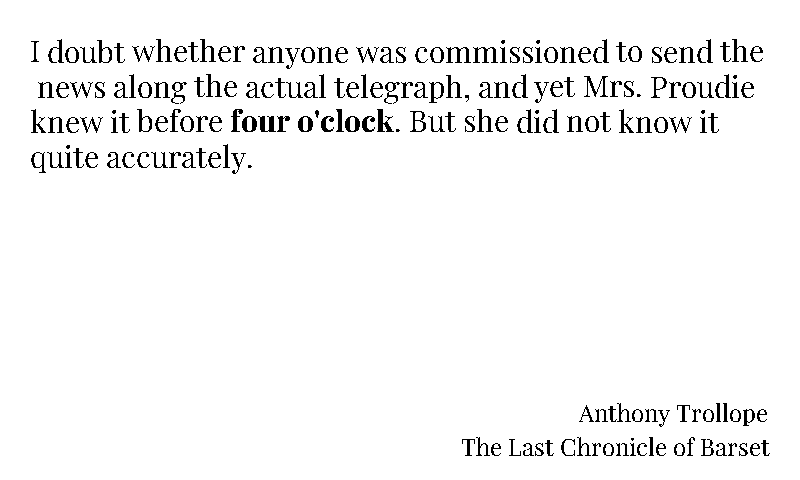 I doubt whether anyone was commissioned to send the
news along the actual telegraph, and yet Mrs. Proudie
knew it before four o'clock. But she did not know it
quite accurately.
Anthony Trollope
The Last Chronicle of Barset